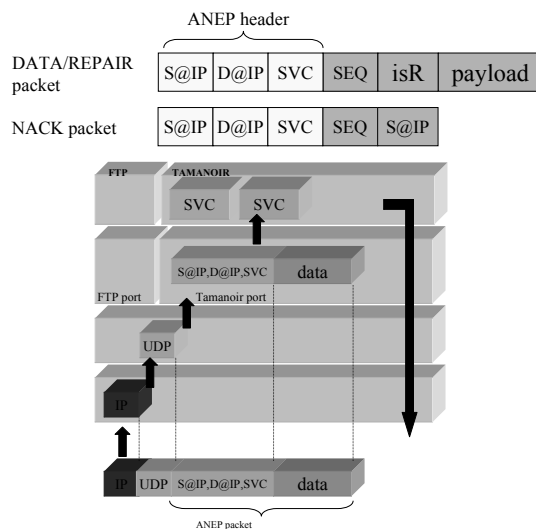 ANEP header
DATA/REPAIR packet
S@IP D@IP SVC SEQ isR payload
NACK packet
S@IP D@IP SVC SEQ S@IP
FTP TAMANOIR
SVC SVC
S@IP,D@IP,SVC data
FTP port Tamanoir port
UDP
IP
IP UDP S@IP,D@IP,SVC data
ANEP packet